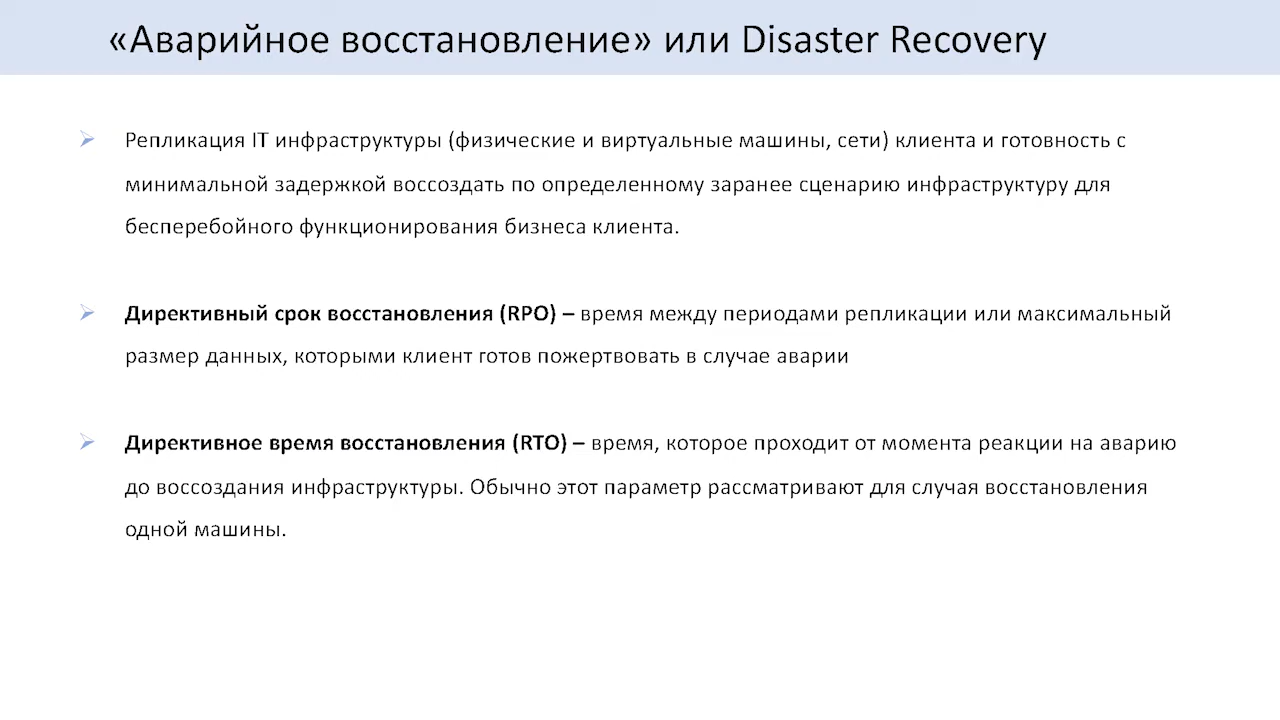 «Аварийное восстановление» или Disaster Recovery
Репликация IT инфраструктуры (физические и виртуальные машины, сети) клиента и готовность с
минимальной задержкой воссоздать по определенному заранее сценарию инфраструктуру для
бесперебойного функционирования бизнеса клиента.
Директивный срок восстановления (RPO) – время между периодами репликации или максимальный
размер данных, которыми клиент готов пожертвовать в случае аварии
Директивное время восстановления (RTO) – время, которое проходит от момента реакции на аварию
до воссоздания инфраструктуры. Обычно этот параметр рассматривают для случая восстановления
одной машины.